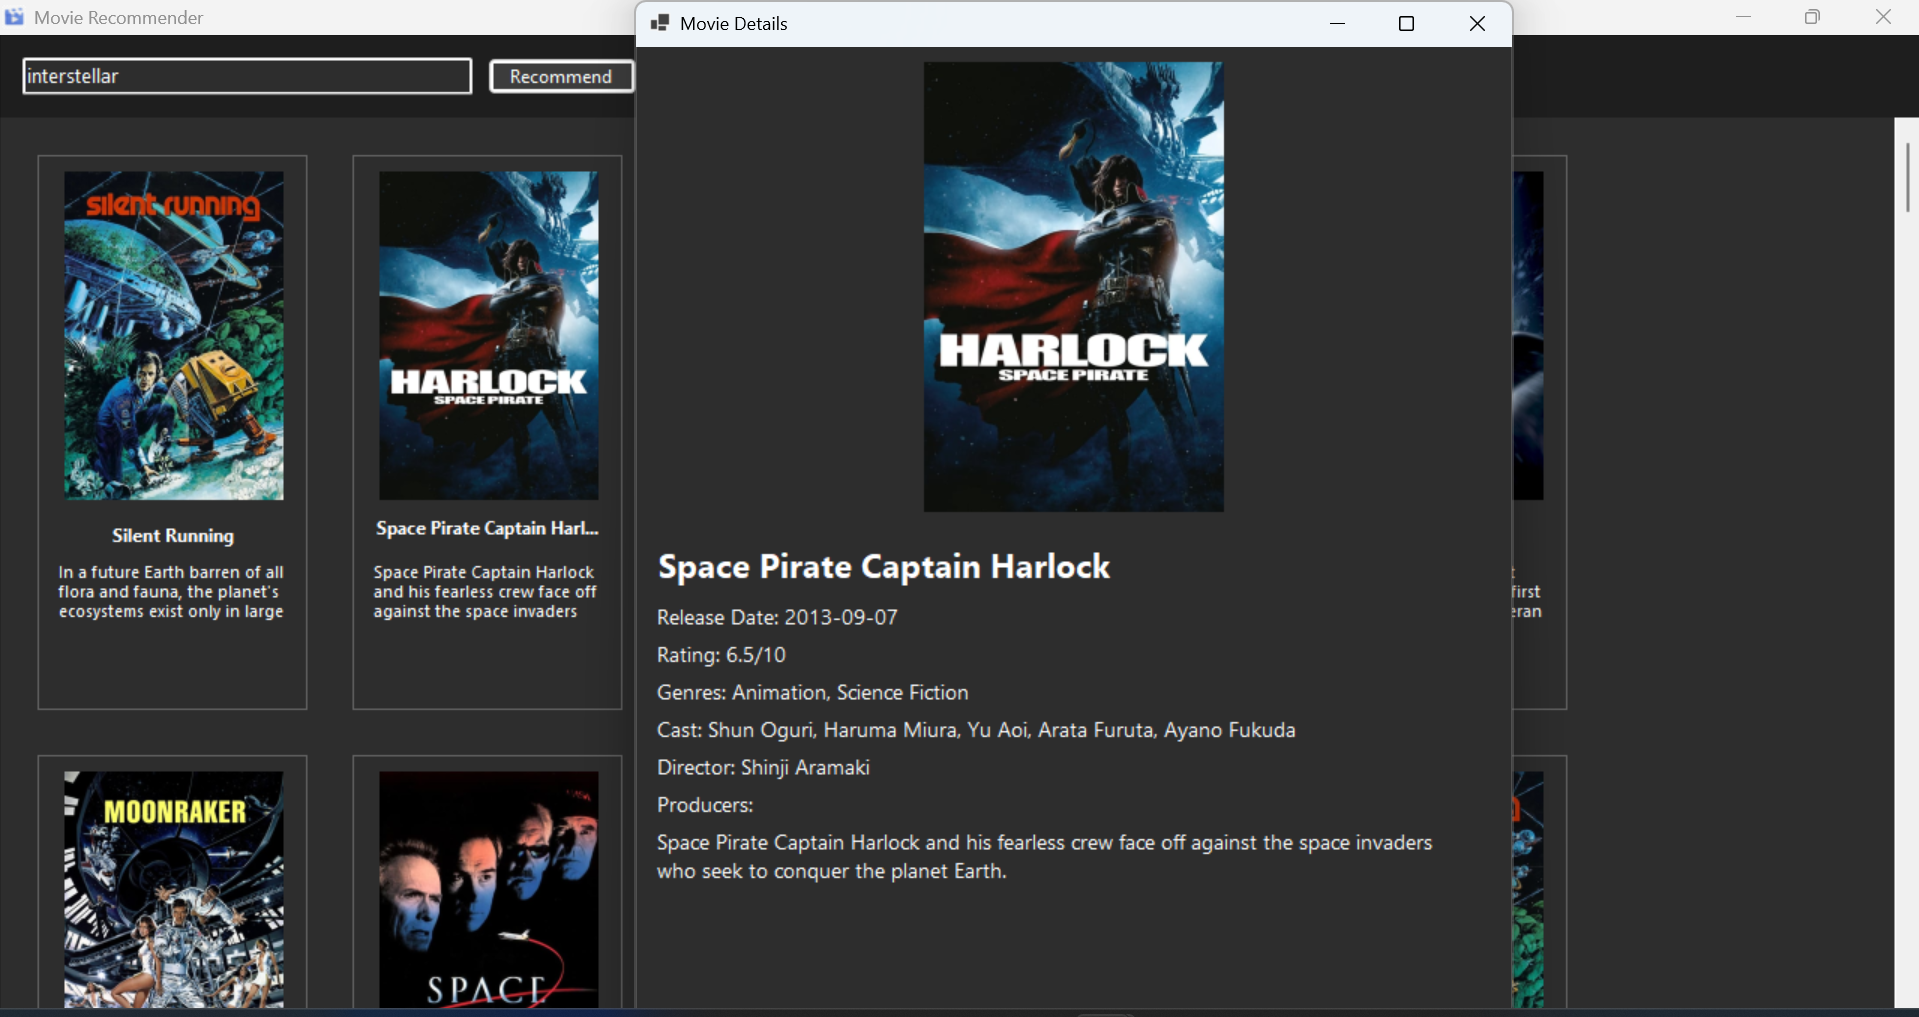 Movie Recommender
Movie Details
interstellar
Recommend
silent running
HARLOCK
SPACE PIRATE
Silent Running
In a future Earth barren of all
flora and fauna, the planet's
ecosystems exist only in large
Space Pirate Captain Harl...
Space Pirate Captain Harlock
and his fearless crew face off
against the space invaders
MOONRAKER
SPACE
HARLOCK
SPACE PIRATE
Space Pirate Captain Harlock
Release Date: 2013-09-07
Rating: 6.5/10
Genres: Animation, Science Fiction
Cast: Shun Oguri, Haruma Miura, Yu Aoi, Arata Furuta, Ayano Fukuda
Director: Shinji Aramaki
Producers:
Space Pirate Captain Harlock and his fearless crew face off against the space invaders
who seek to conquer the planet Earth.
first